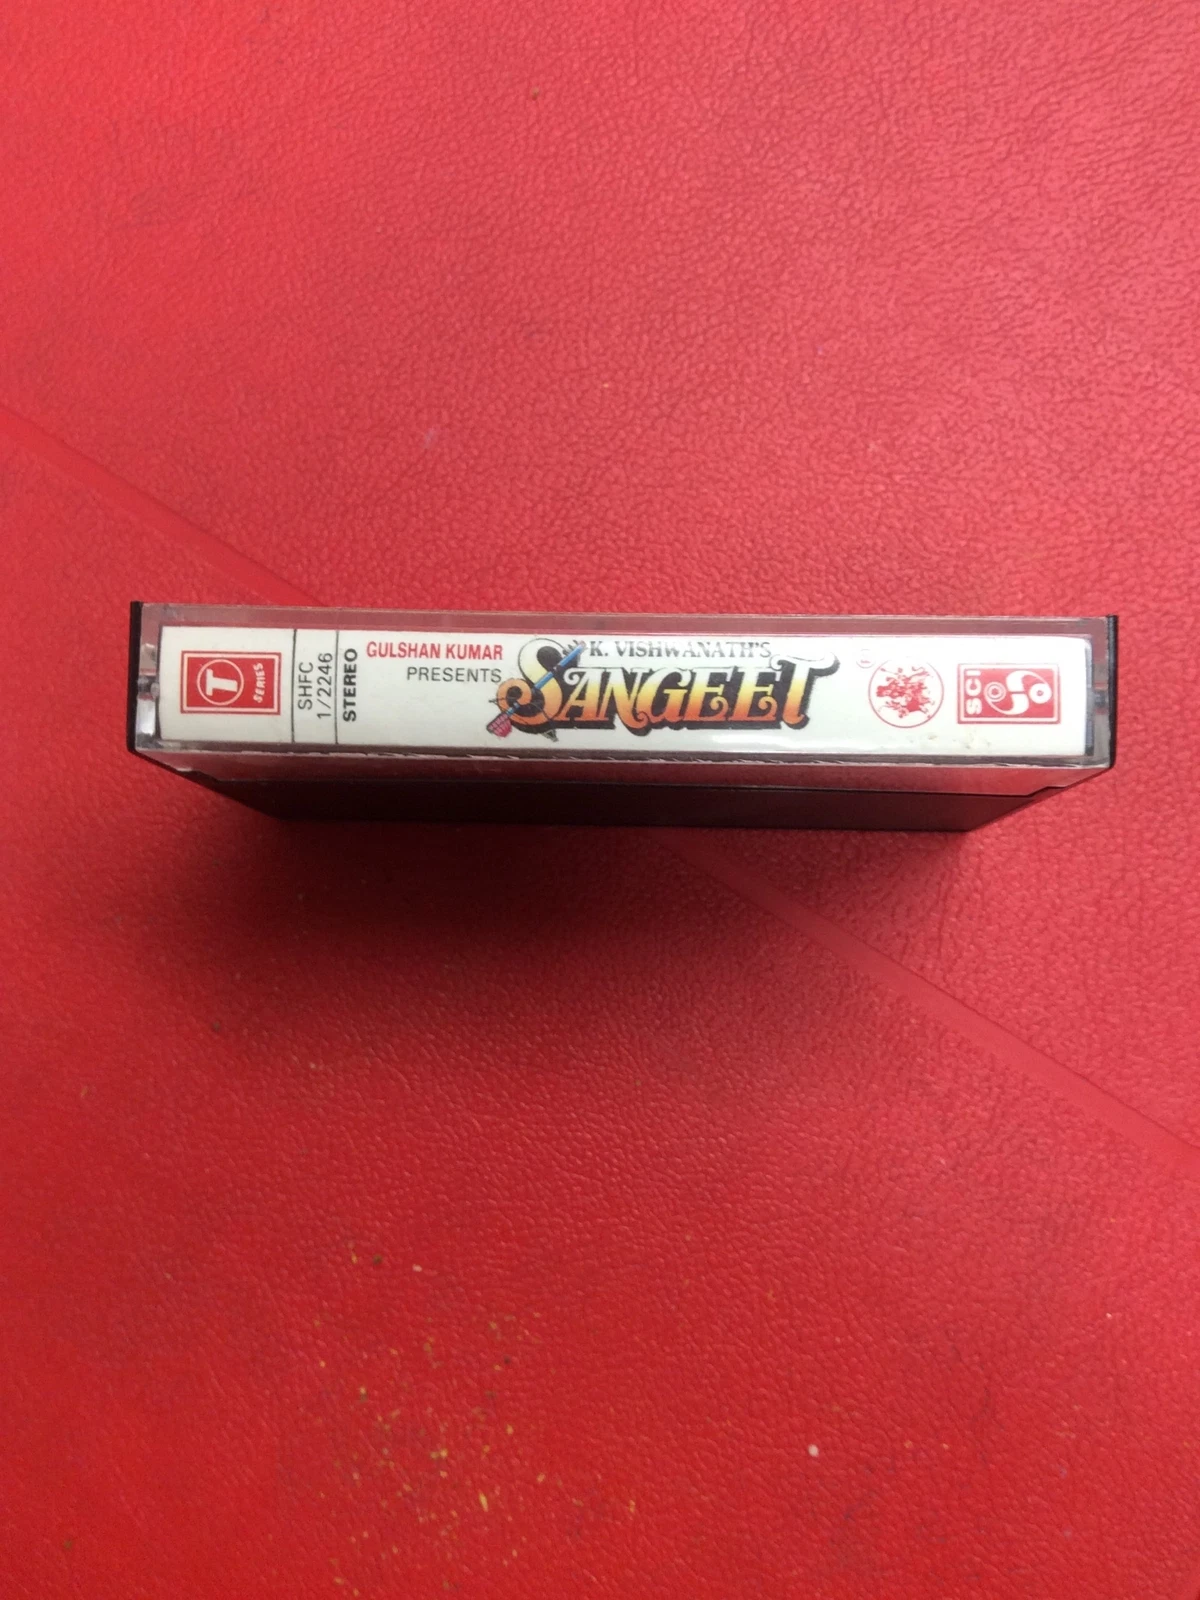 T
SERIES
SHFC
1/2246
STEREO
GULSHAN KUMAR
PRESENTS
K. VISHWANATH'S
SANGEET
SCI